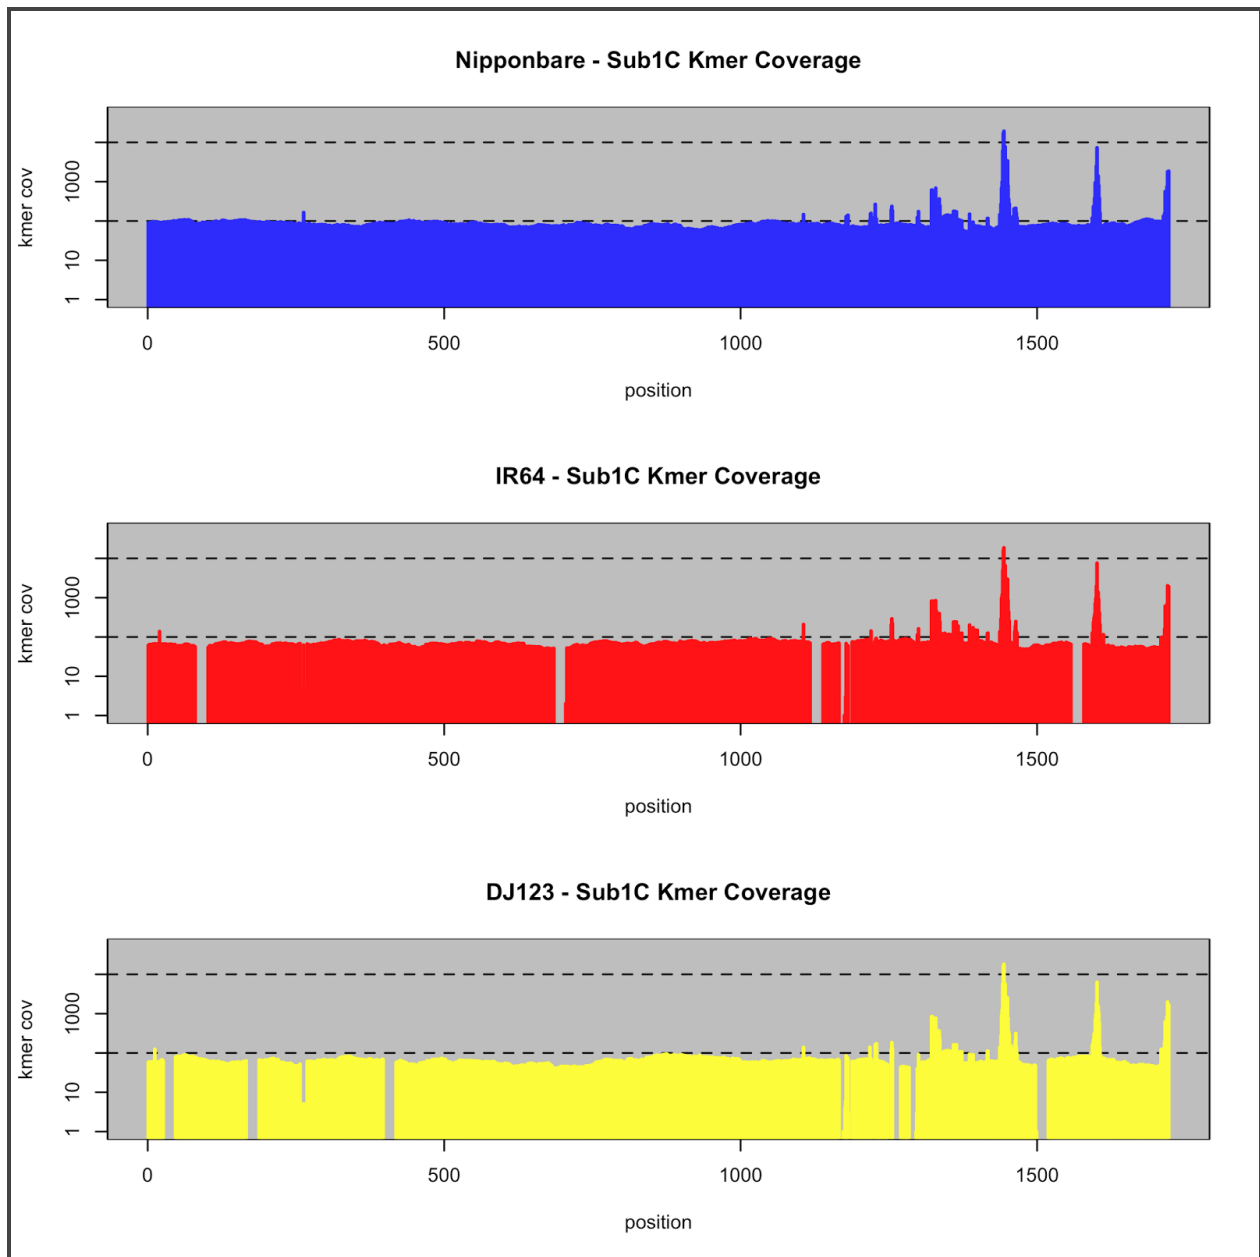 Nipponbare - Sub1C Kmer Coverage
kmer cov
1000
10
1
0 500 1000 1500
position
IR64 - Sub1C Kmer Coverage
kmer cov
1000
10
1
0 500 1000 1500
position
DJ123 - Sub1C Kmer Coverage
kmer cov
1000
10
1
0 500 1000 1500
position